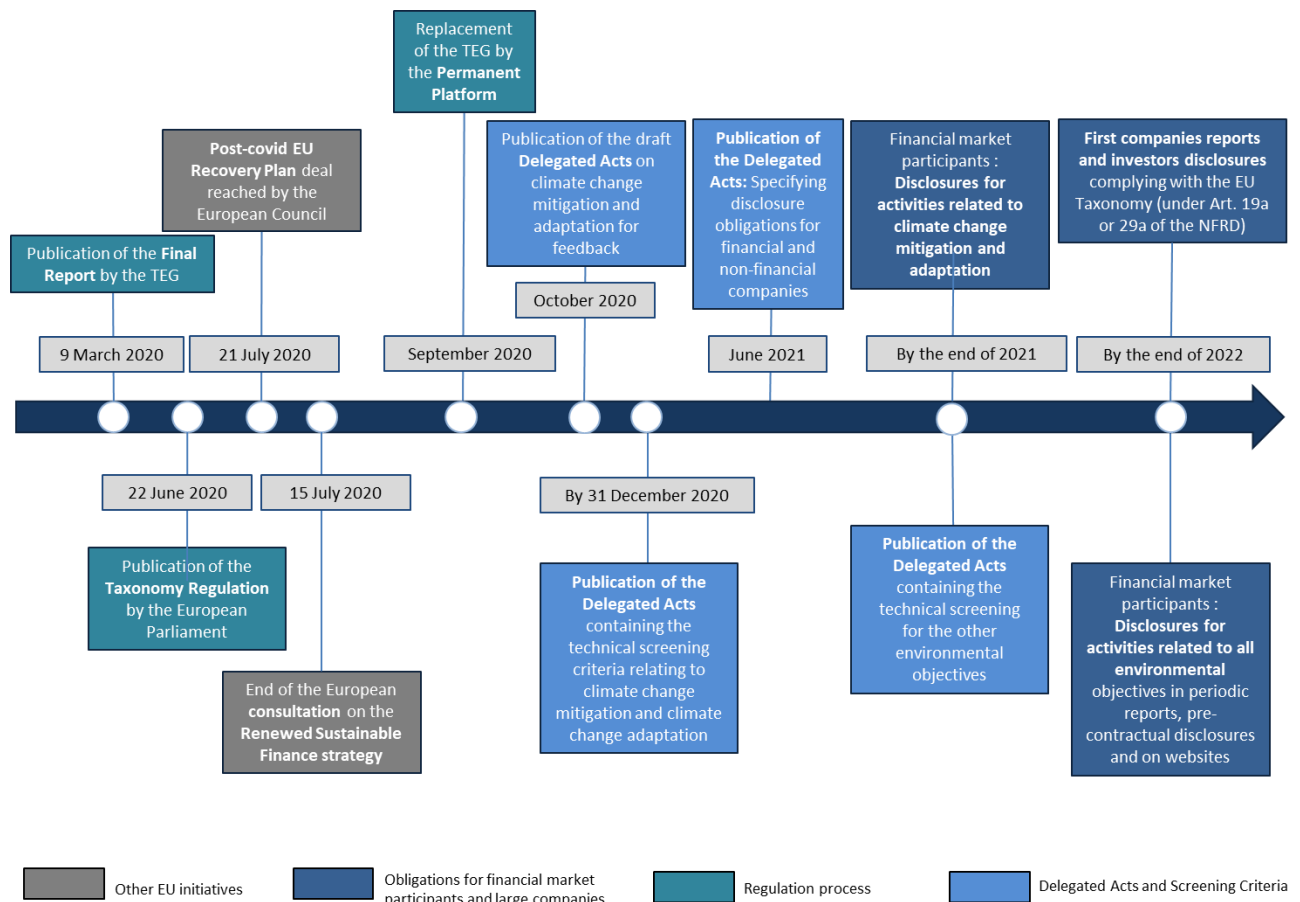 Replacement
of the TEG by
the Permanent
Platform
Post-covid EU
Recovery Plan deal
reached by the
European Council
Publication of the draft
Delegated Acts on
climate change
mitigation and
adaptation for
feedback
Publication of
the Delegated
Acts: Specifying
disclosure
obligations for
financial and
non-financial
companies
Financial market
participants :
Disclosures for
activities related to
climate change
mitigation and
adaptation
First companies reports
and investors disclosures
complying with the EU
Taxonomy (under Art. 19a
or 29a of the NFRD)
Publication of the Final
Report by the TEG
October 2020
9 March 2020
21 July 2020
September 2020
June 2021
By the end of 2021
By the end of 2022
22 June 2020
15 July 2020
By 31 December 2020
Publication of the
Taxonomy Regulation
by the European
Parliament
End of the European
consultation on the
Renewed Sustainable
Finance strategy
Publication of the
Delegated Acts
containing the
technical screening
criteria relating to
climate change
mitigation and climate
change adaptation
Publication of the
Delegated Acts
containing the
technical screening
for the other
environmental
objectives
Financial market
participants :
Disclosures for
activities related to all
environmental
objectives in periodic
reports, pre-
contractual disclosures
and on websites
Other EU initiatives
Obligations for financial market
participants and large companies
Regulation process
Delegated Acts and Screening Criteria